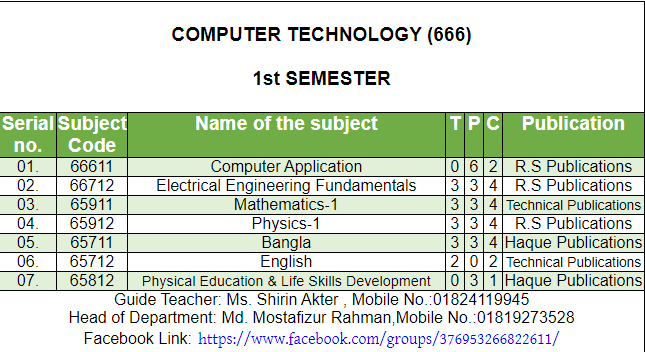 COMPUTER TECHNOLOGY (666)
1st SEMESTER
Serial no. Subject Code Name of the subject T P C Publication
01. 66611 Computer Application 0 6 2 R.S Publications
02. 66712 Electrical Engineering Fundamentals 3 3 4 R.S Publications
03. 65911 Mathematics-1 3 3 4 Technical Publications
04. 65912 Physics-1 3 3 4 R.S Publications
05. 65711 Bangla 3 3 4 Haque Publications
06. 65712 English 2 0 2 Technical Publications
07. 65812 Physical Education & Life Skills Development 0 3 1 Haque Publications
Guide Teacher: Ms. Shirin Akter , Mobile No.:01824119945
Head of Department: Md. Mostafizur Rahman,Mobile No.:01819273528
Facebook Link: https://www.facebook.com/groups/376953266822611/